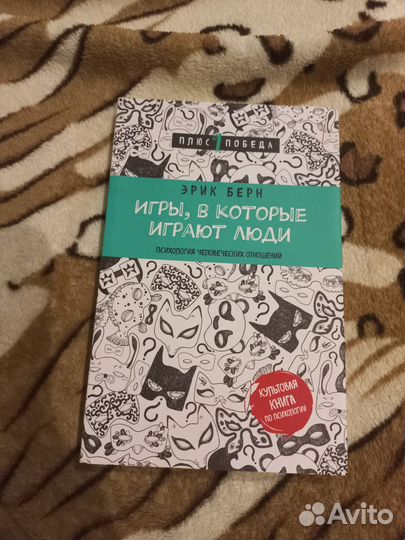 ПЛЮС 1 ПОБЕДА
ЭРИК БЕРН
ИГРЫ, В КОТОРЫЕ
ИГРАЮТ ЛЮДИ
ПСИХОЛОГИЯ ЧЕЛОВЕЧЕСКИХ ОТНОШЕНИЙ
КУЛЬТОВАЯ
КНИГА
ПО ПСИХОЛОГИИ
Avito